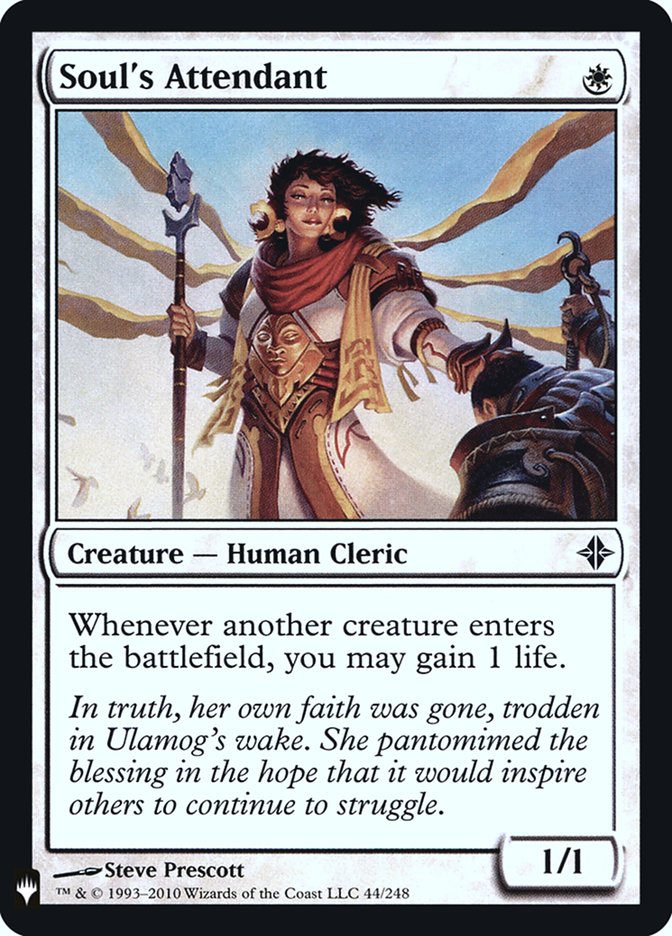 Soul's Attendant
Creature — Human Cleric
Whenever another creature enters
the battlefield, you may gain 1 life.
In truth, her own faith was gone, trodden
in Ulamog's wake. She pantomimed the
blessing in the hope that it would inspire
others to continue to struggle.
1/1
Steve Prescott
™ & © 1993–2010 Wizards of the Coast LLC 44/248